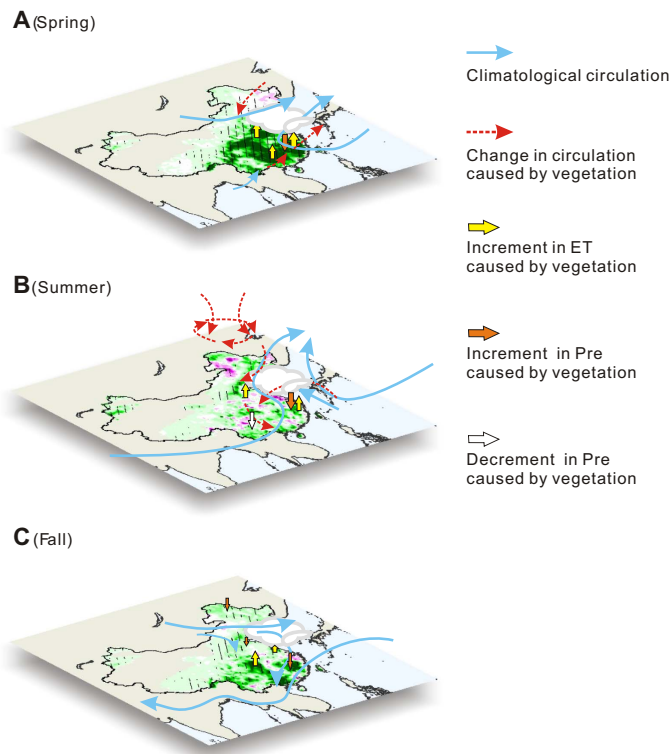 A(Spring)
Climatological circulation
Change in circulation
caused by vegetation
Increment in ET
caused by vegetation
B(Summer)
Increment in Pre
caused by vegetation
Decrement in Pre
caused by vegetation
C(Fall)